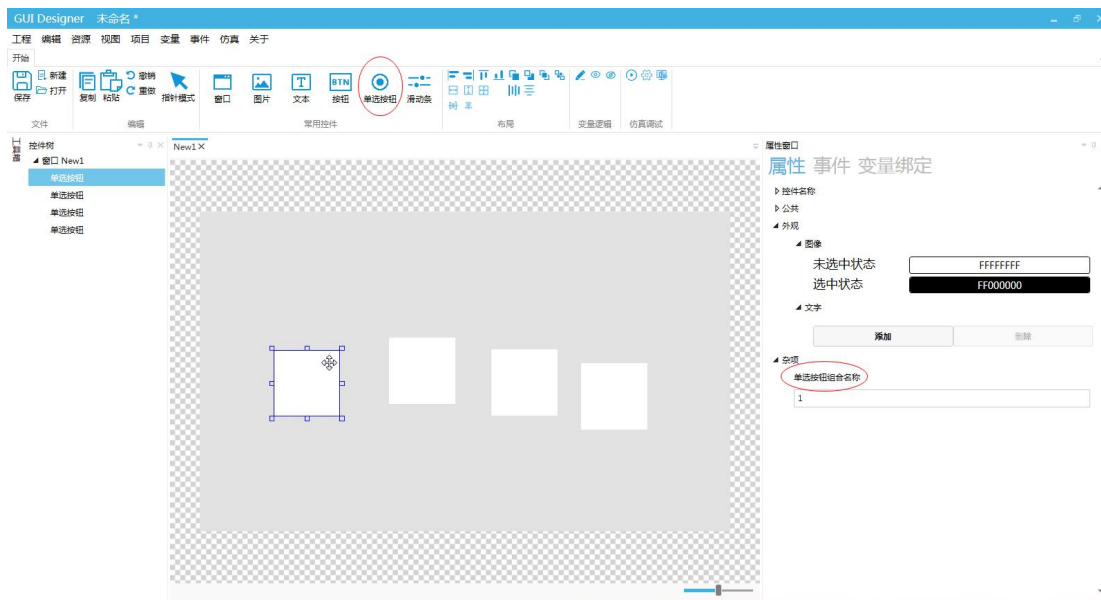 GUI Designer 未命名 *
工程 编辑 资源 视图 项目 变量 事件 仿真 关于
开始
保存 新建 打开 复制 粘贴 撤销 重做 指针模式 窗口 图片 T 文本 BTN 按钮 单选按钮 滑动条
文件 编辑 常用控件 布局 变量逻辑 仿真调试
工具箱
控件树
窗口 New1
单选按钮
单选按钮
单选按钮
单选按钮
New1
属性窗口
属性 事件 变量绑定
控件名称
公共
外观
图像
未选中状态 FFFFFFFF
选中状态 FF000000
文字
添加 删除
杂项
单选按钮组合名称
1